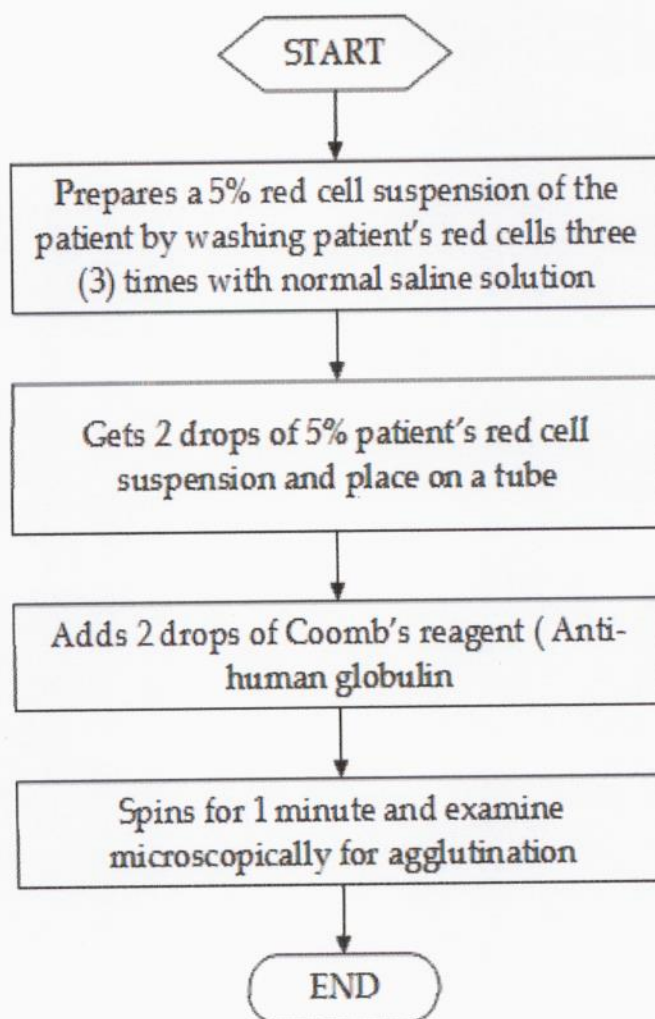 START
Prepares a 5% red cell suspension of the
patient by washing patient's red cells three
(3) times with normal saline solution
Gets 2 drops of 5% patient's red cell
suspension and place on a tube
Adds 2 drops of Coomb's reagent ( Anti-
human globulin
Spins for 1 minute and examine
microscopically for agglutination
END